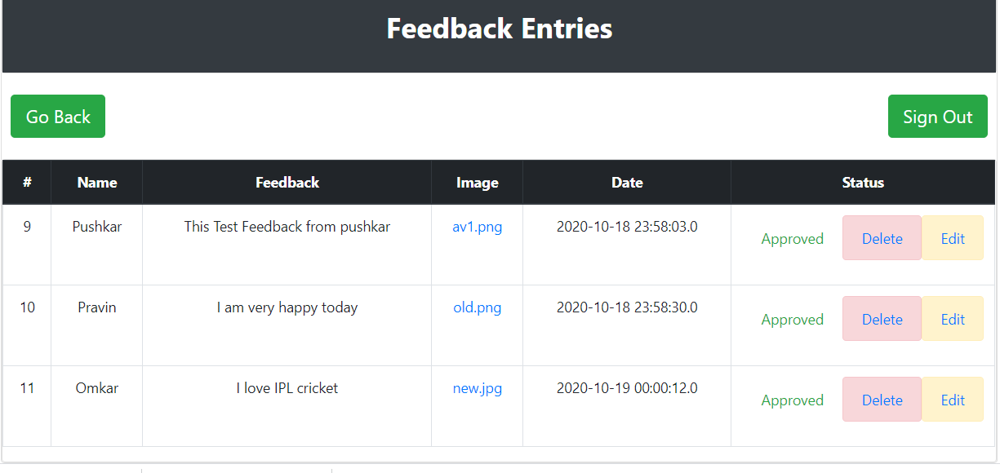 Feedback Entries
Go Back Sign Out
# Name Feedback Image Date Status
9 Pushkar This Test Feedback from pushkar av1.png 2020-10-18 23:58:03.0 Approved Delete Edit
10 Pravin I am very happy today old.png 2020-10-18 23:58:30.0 Approved Delete Edit
11 Omkar I love IPL cricket new.jpg 2020-10-19 00:00:12.0 Approved Delete Edit